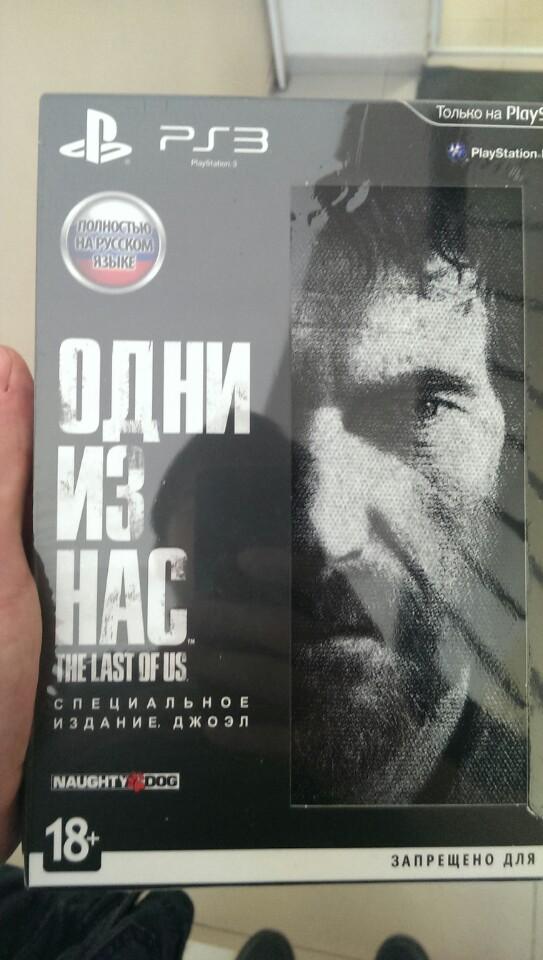 Только на PlayS
PS3
PlayStation.3
PlayStation.
ПОЛНОСТЬЮ
НА РУССКОМ
ЯЗЫКЕ
ОДНИ
ИЗ
НАС
THE LAST OF US
СПЕЦИАЛЬНОЕ
ИЗДАНИЕ. ДЖОЭЛ
NAUGHTY DOG
18+
ЗАПРЕЩЕНО ДЛЯ